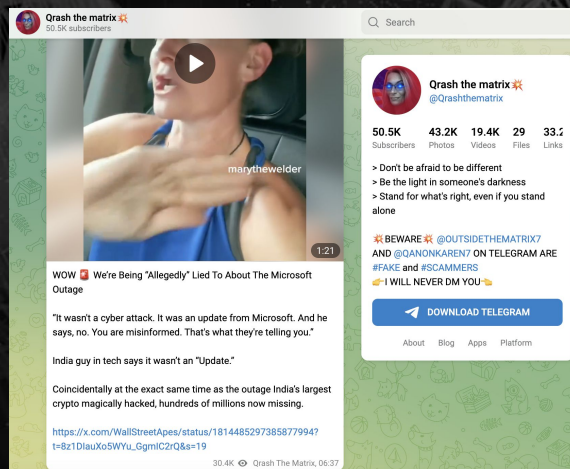 Qrash the matrix💥
50.5K subscribers
Search
marythewelder
1:21
WOW 🚨 We're Being "Allegedly" Lied To About The Microsoft
Outage
"It wasn't a cyber attack. It was an update from Microsoft. And he
says, no. You are misinformed. That's what they're telling you."
India guy in tech says it wasn't an "Update."
Coincidentally at the exact same time as the outage India's largest
crypto magically hacked, hundreds of millions now missing.
https://x.com/WallStreetApes/status/1814485297385877994?
t=8z1DIauXo5WYu_GgmIC2rQ&s=19
30.4K Qrash The Matrix, 06:37
Qrash the matrix💥
@Qrashthematrix
50.5K 43.2K 19.4K 29 33.2
Subscribers Photos Videos Files Links
> Don't be afraid to be different
> Be the light in someone's darkness
> Stand for what's right, even if you stand
alone
💥BEWARE💥 @OUTSIDETHEMATRIX7
AND @QANONKAREN7 ON TELEGRAM ARE
#FAKE and #SCAMMERS
👉I WILL NEVER DM YOU👈
DOWNLOAD TELEGRAM
About Blog Apps Platform